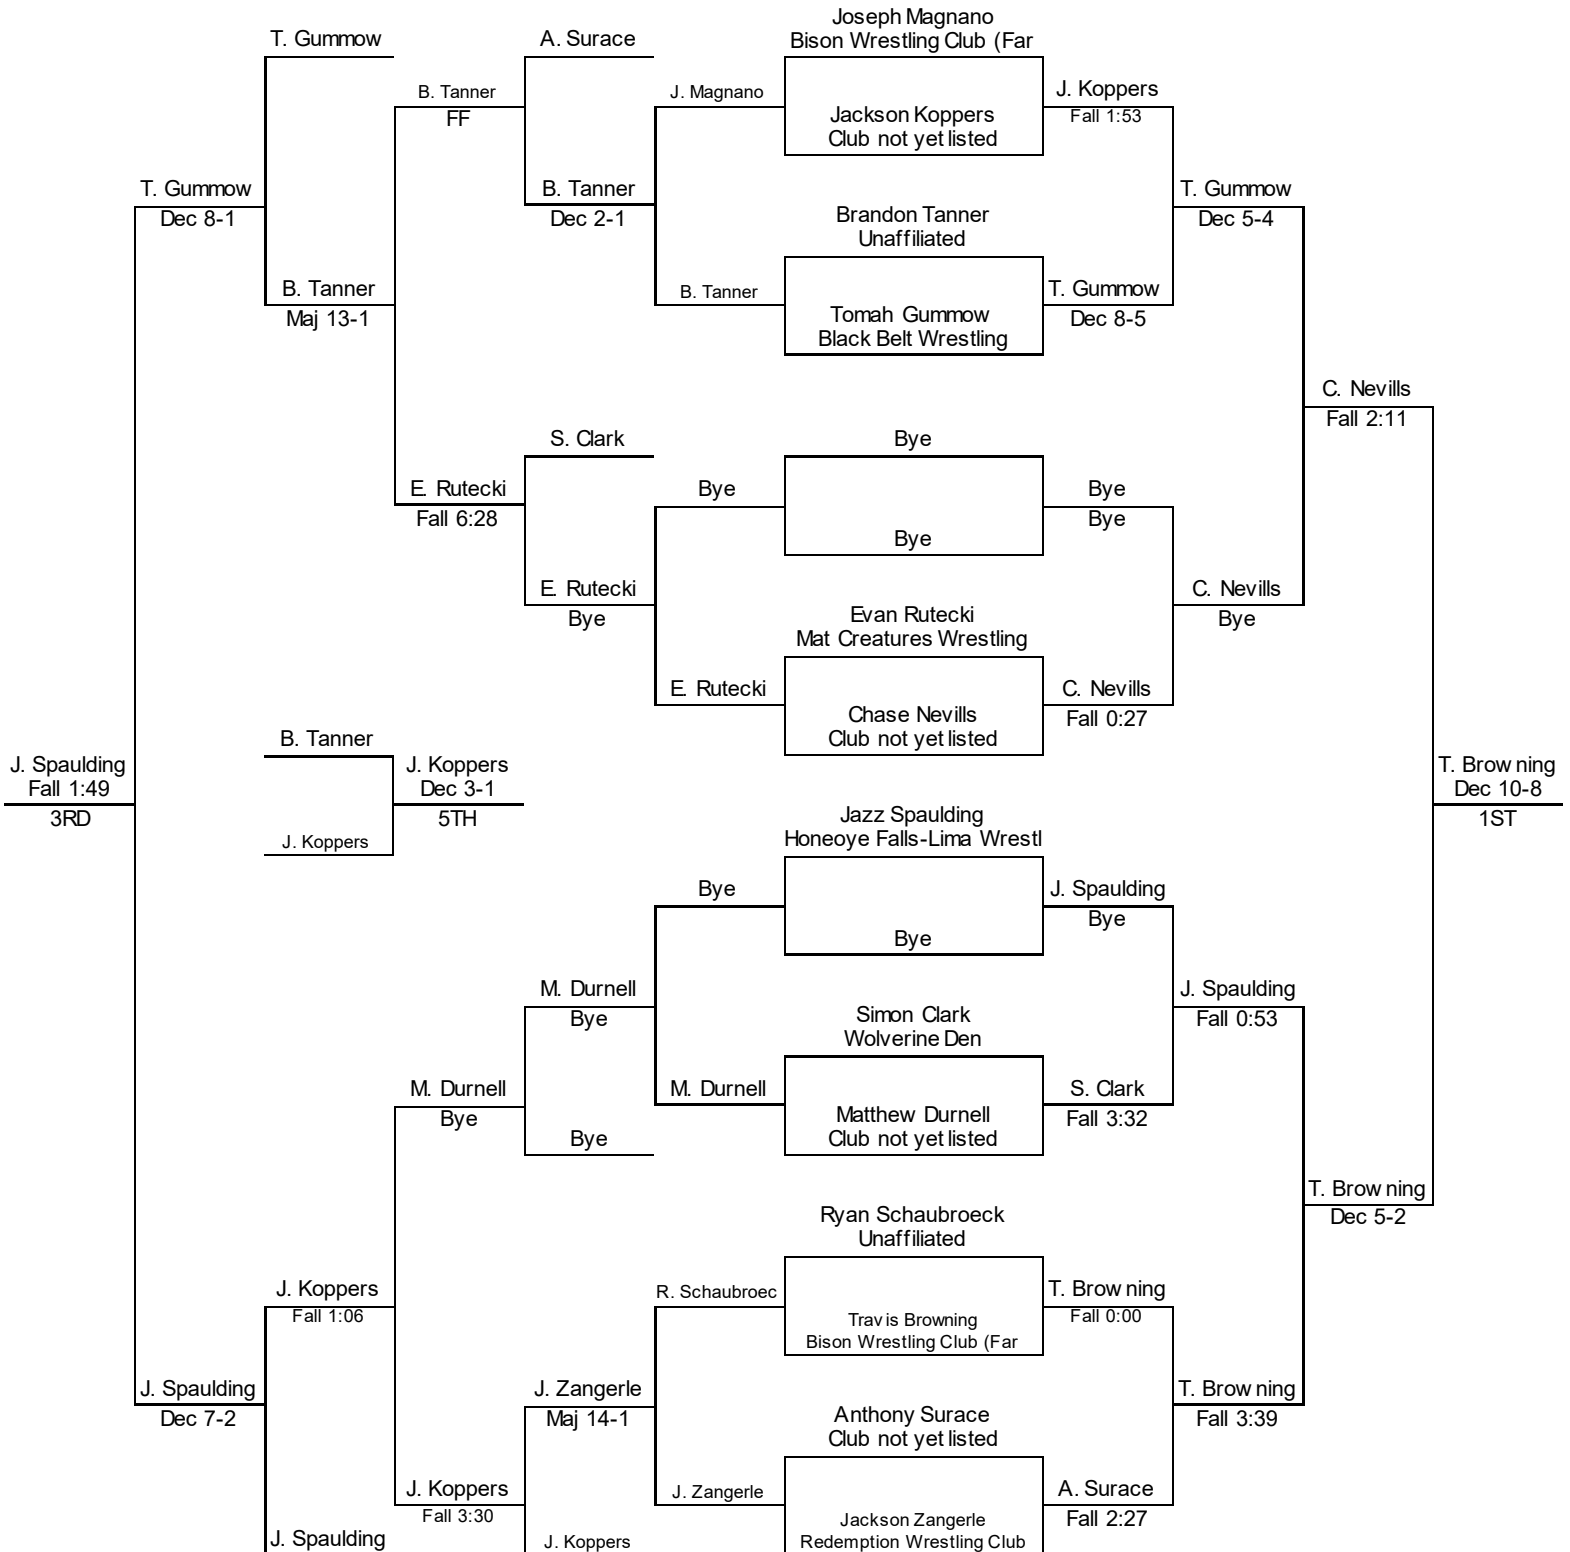 Joseph Magnano
T. Gummow
A. Surace
Bison Wrestling Club (Far
B. Tanner
J. Magnano
J. Koppers
FF
Jackson Koppers
Fall 1:53
Club not yet listed
T. Gummow
B. Tanner
T. Gummow
Dec 8-1
Dec 2-1
Brandon Tanner
Dec 5-4
Unaffiliated
B. Tanner
B. Tanner
T. Gummow
Maj 13-1
Tomah Gummow
Dec 8-5
Black Belt Wrestling
C. Nevills
Fall 2:11
S. Clark
Bye
E. Rutecki
Bye
Bye
Fall 6:28
Bye
Bye
E. Rutecki
C. Nevills
Bye
Evan Rutecki
Bye
Mat Creatures Wrestling
E. Rutecki
C. Nevills
Chase Nevills
Fall 0:27
B. Tanner
Club not yet listed
J. Spaulding
J. Koppers
T. Browning
Fall 1:49
Dec 3-1
Dec 10-8
3RD
5TH
Jazz Spaulding
1ST
J. Koppers
Honeoye Falls-Lima Wrestl
Bye
J. Spaulding
Bye
Bye
M. Durnell
J. Spaulding
Bye
Simon Clark
Fall 0:53
Wolverine Den
M. Durnell
M. Durnell
S. Clark
Bye
Matthew Durnell
Fall 3:32
Bye
Club not yet listed
T. Browning
Ryan Schaubroeck
Dec 5-2
Unaffiliated
J. Koppers
R. Schaubroec
T. Browning
Fall 1:06
Travis Browning
Fall 0:00
Bison Wrestling Club (Far
J. Spaulding
J. Zangerle
T. Browning
Dec 7-2
Maj 14-1
Anthony Surace
Fall 3:39
Club not yet listed
J. Koppers
J. Zangerle
A. Surace
Fall 3:30
Jackson Zangerle
Fall 2:27
J. Spaulding
J. Koppers
Redemption Wrestling Club